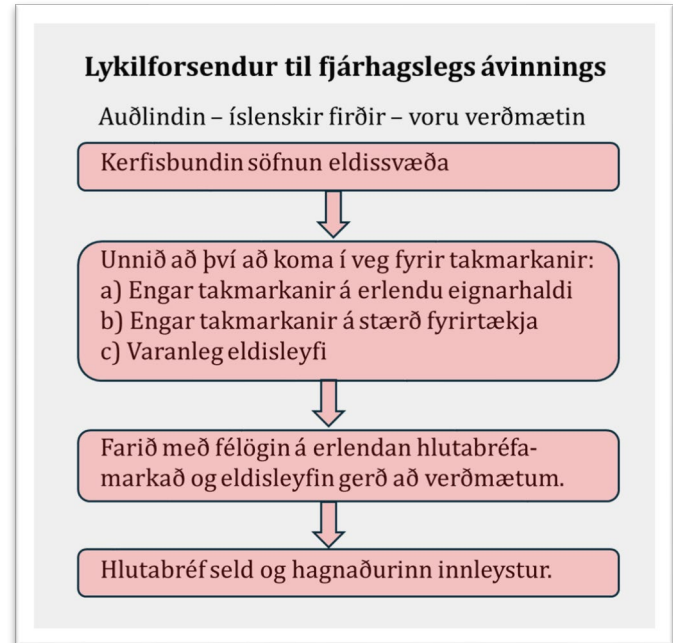 Lykilforsendur til fjárhagslegs ávinnings
Auðlindin – íslenskir firðir – voru verðmætin
Kerfisbundin söfnun eldissvæða
Unnið að því að koma í veg fyrir takmarkanir:
a) Engar takmarkanir á erlendu eignarhaldi
b) Engar takmarkanir á stærð fyrirtækja
c) Varanleg eldisleyfi
Farið með félögin á erlendan hlutabréfa-
markað og eldisleyfin gerð að verðmætum.
Hlutabréf seld og hagnaðurinn innleystur.